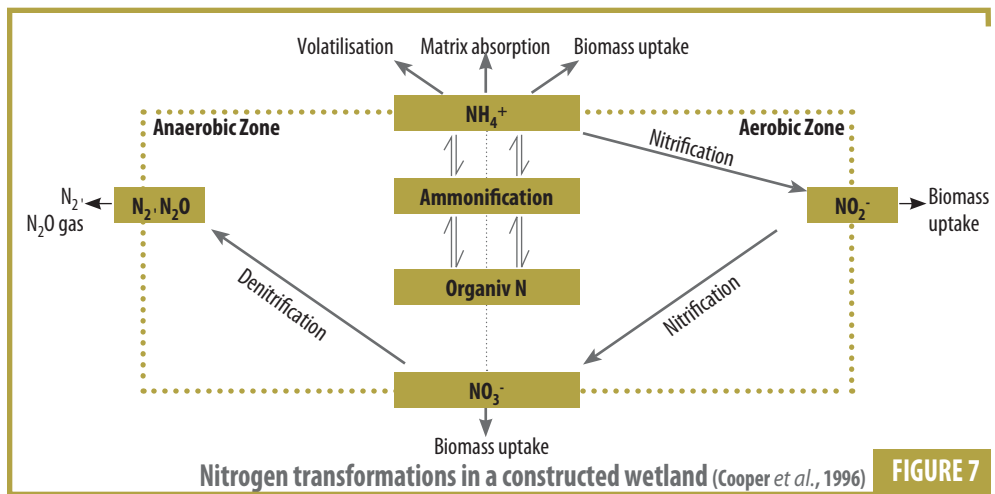 Volatilisation Matrix absorption Biomass uptake
NH₄⁺
Anaerobic Zone Aerobic Zone
Nitrification
Ammonification
N₂, N₂O gas
N₂, N₂O
NO₂⁻
Biomass uptake
Organiv N
Denitrification
Nitrification
NO₃⁻
Biomass uptake
Nitrogen transformations in a constructed wetland (Cooper et al., 1996) FIGURE 7